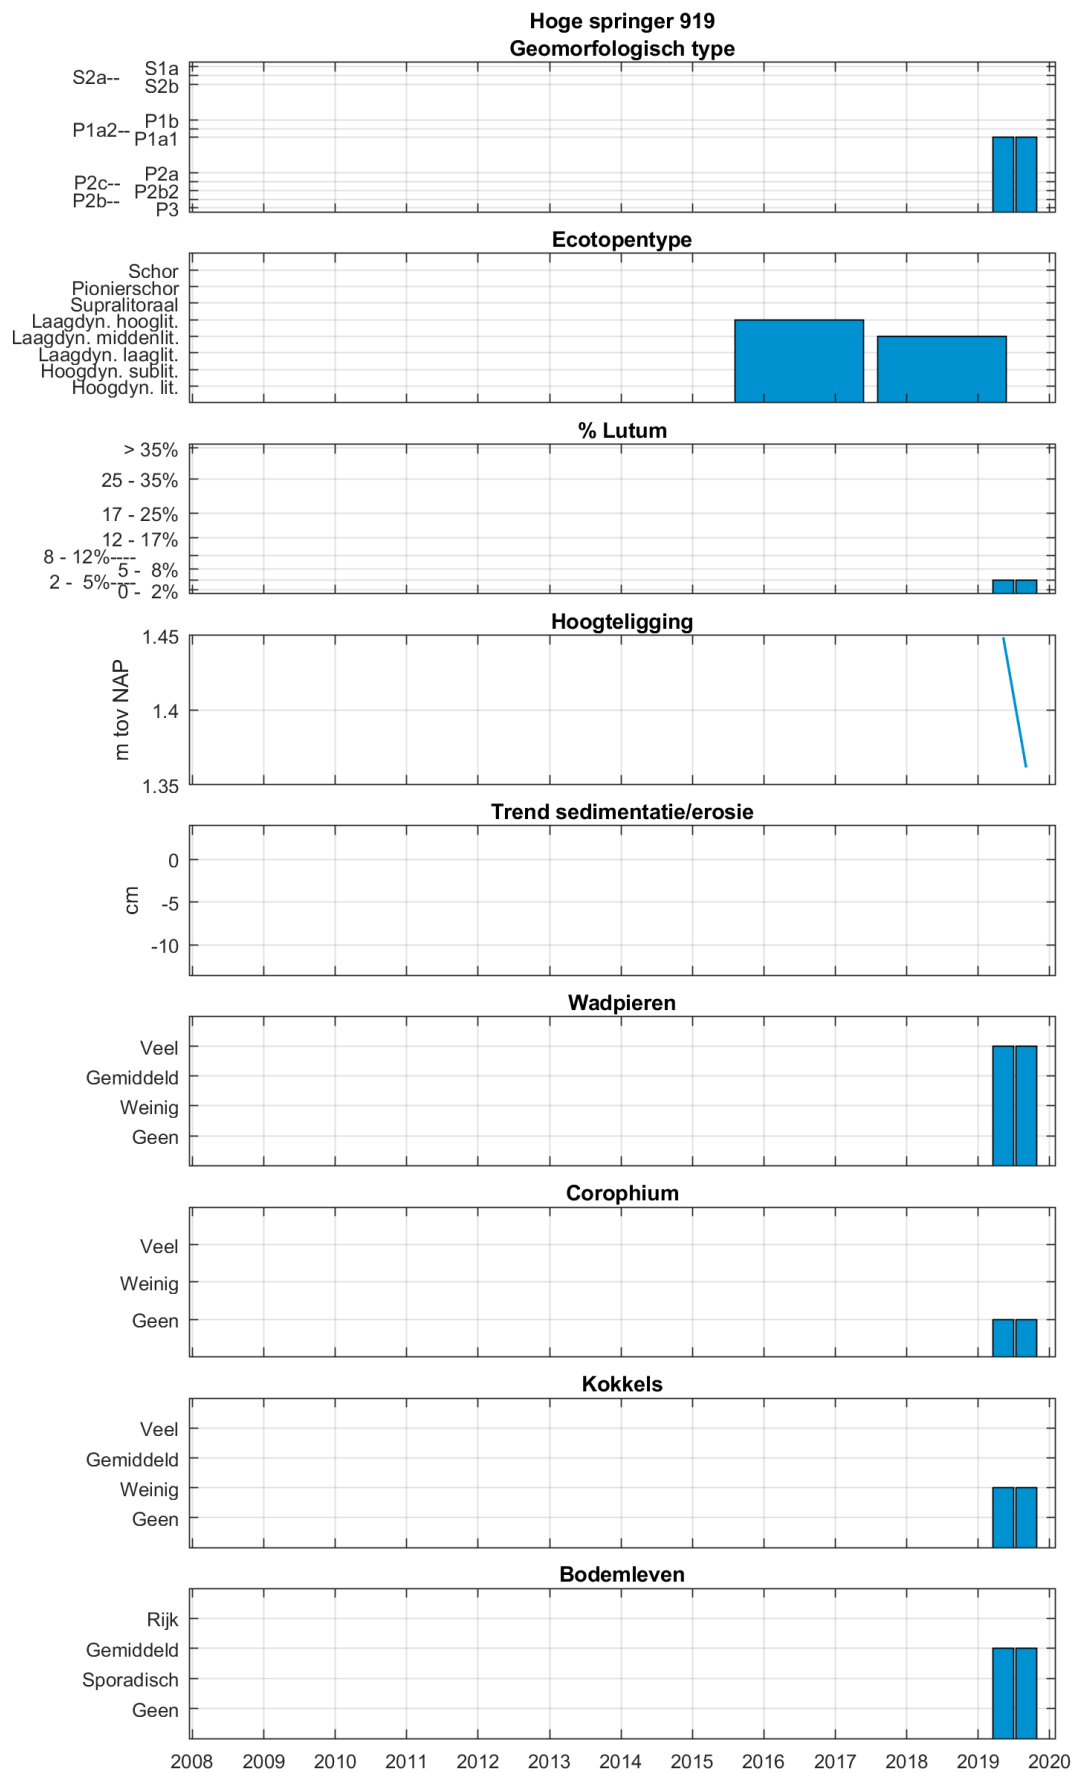 Hoge springer 919
Geomorfologisch type
S1a
S2a--
S2b
P1b
P1a2--
P1a1
P2a
P2c--
P2b2
P2b--
P3
Ecotopentype
Schor
Pionierschor
Supralitoraal
Laagdyn. hooglit.
Laagdyn. middenlit.
Laagdyn. laaglit.
Hoogdyn. sublit.
Hoogdyn. lit.
% Lutum
> 35%
25 - 35%
17 - 25%
12 - 17%
8 - 12%----
5 - 8%
2 - 5%----
0 - 2%
Hoogteligging
m tov NAP
1.45
1.4
1.35
Trend sedimentatie/erosie
cm
0
-5
-10
Wadpieren
Veel
Gemiddeld
Weinig
Geen
Corophium
Veel
Weinig
Geen
Kokkels
Veel
Gemiddeld
Weinig
Geen
Bodemleven
Rijk
Gemiddeld
Sporadisch
Geen
2008 2009 2010 2011 2012 2013 2014 2015 2016 2017 2018 2019 2020